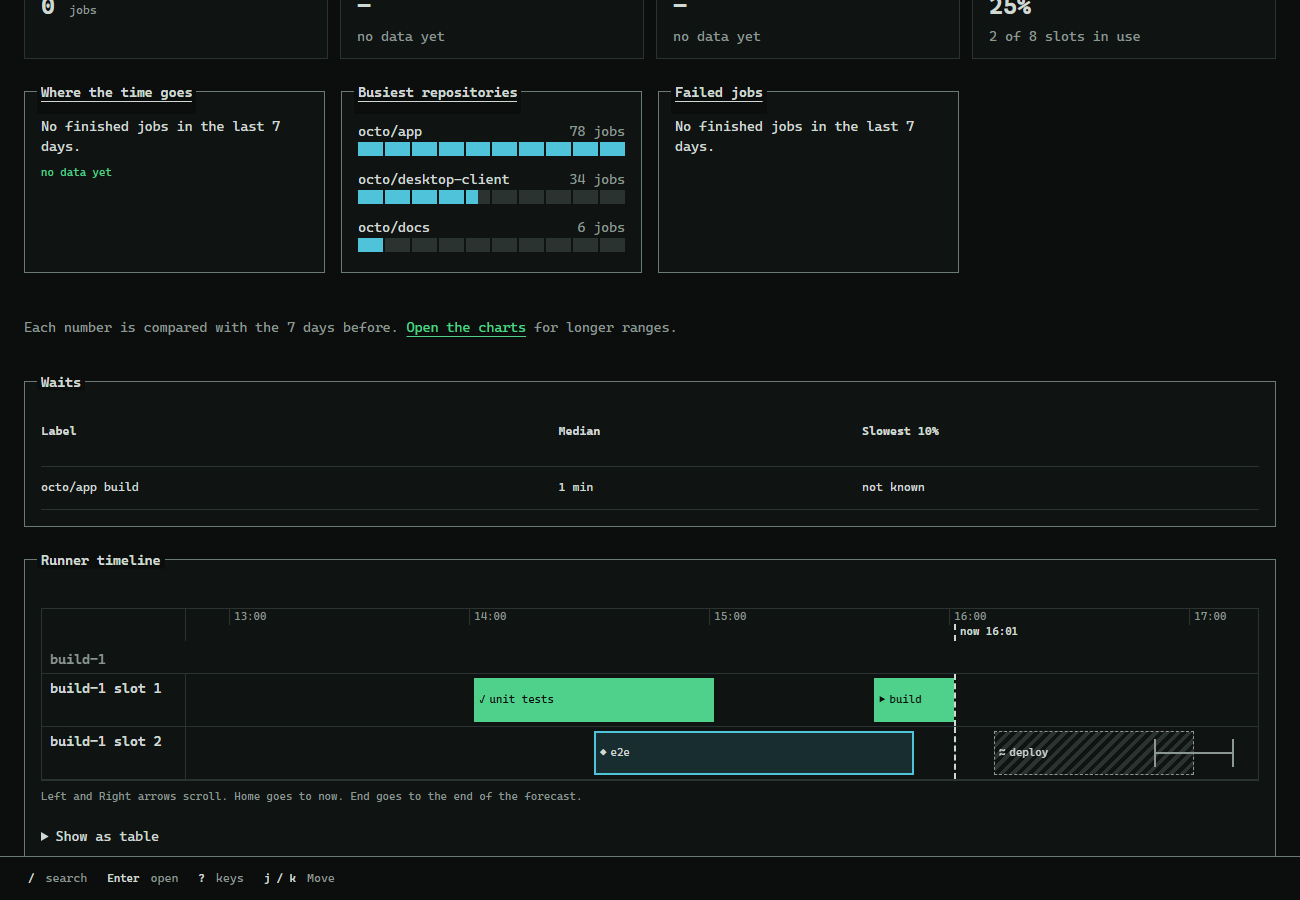 0 jobs
—
—
25%
no data yet
no data yet
2 of 8 slots in use
Where the time goes
No finished jobs in the last 7
days.
no data yet
Busiest repositories
octo/app 78 jobs
octo/desktop-client 34 jobs
octo/docs 6 jobs
Failed jobs
No finished jobs in the last 7
days.
Each number is compared with the 7 days before. Open the charts for longer ranges.
Waits
Label Median Slowest 10%
octo/app build 1 min not known
Runner timeline
13:00 14:00 15:00 16:00 17:00
now 16:01
build-1
build-1 slot 1
✓ unit tests
▶ build
build-1 slot 2
◆ e2e
≈ deploy
Left and Right arrows scroll. Home goes to now. End goes to the end of the forecast.
▶ Show as table
/ search Enter open ? keys j / k Move